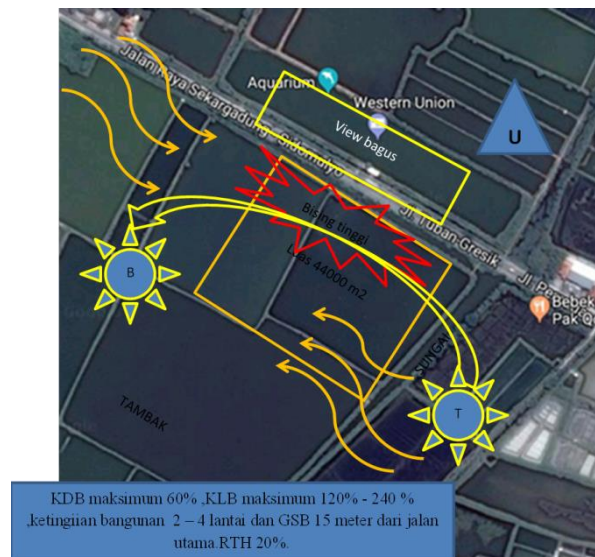 Jalan Raya Sekargadung - Sidomulyo
Aquarium
Western Union
View bagus
U
Bising tinggi
Jl. Tuban-Gresik
Luas 44000 m2
B
Bebek
Pak
SUNGAI
T
TAMBAK
KDB maksimum 60% ,KLB maksimum 120% - 240 %
,ketingiian bangunan 2 – 4 lantai dan GSB 15 meter dari jalan
utama.RTH 20%.